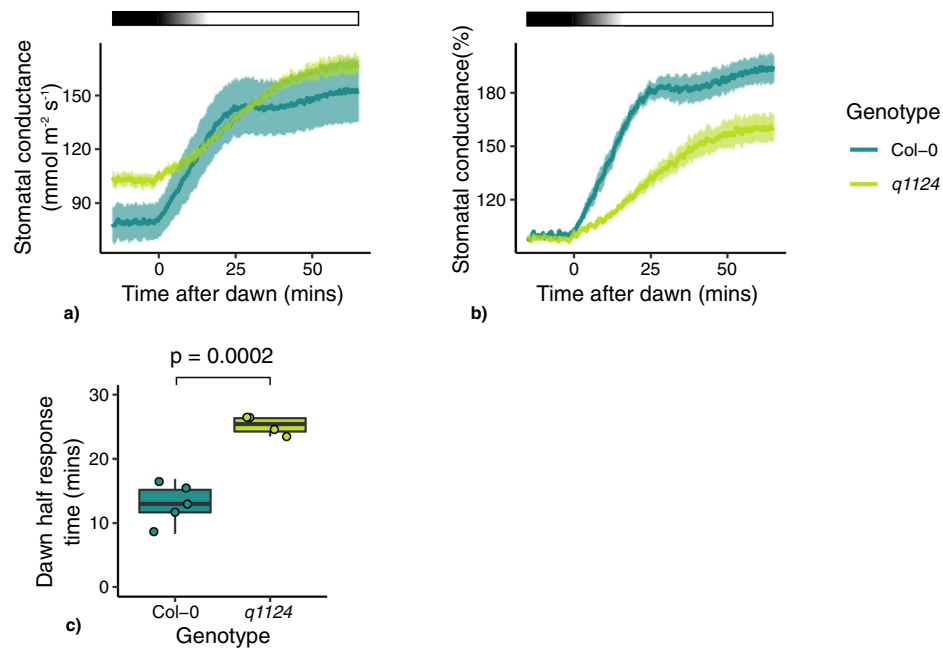 Stomatal conductance
(mmol m⁻² s⁻¹)
150
120
90
0
25
50
Time after dawn (mins)
a)
Stomatal conductance(%)
180
150
120
0
25
50
Time after dawn (mins)
b)
Genotype
Col–0
q1124
p = 0.0002
Dawn half response
time (mins)
30
20
10
0
Col–0
q1124
Genotype
c)